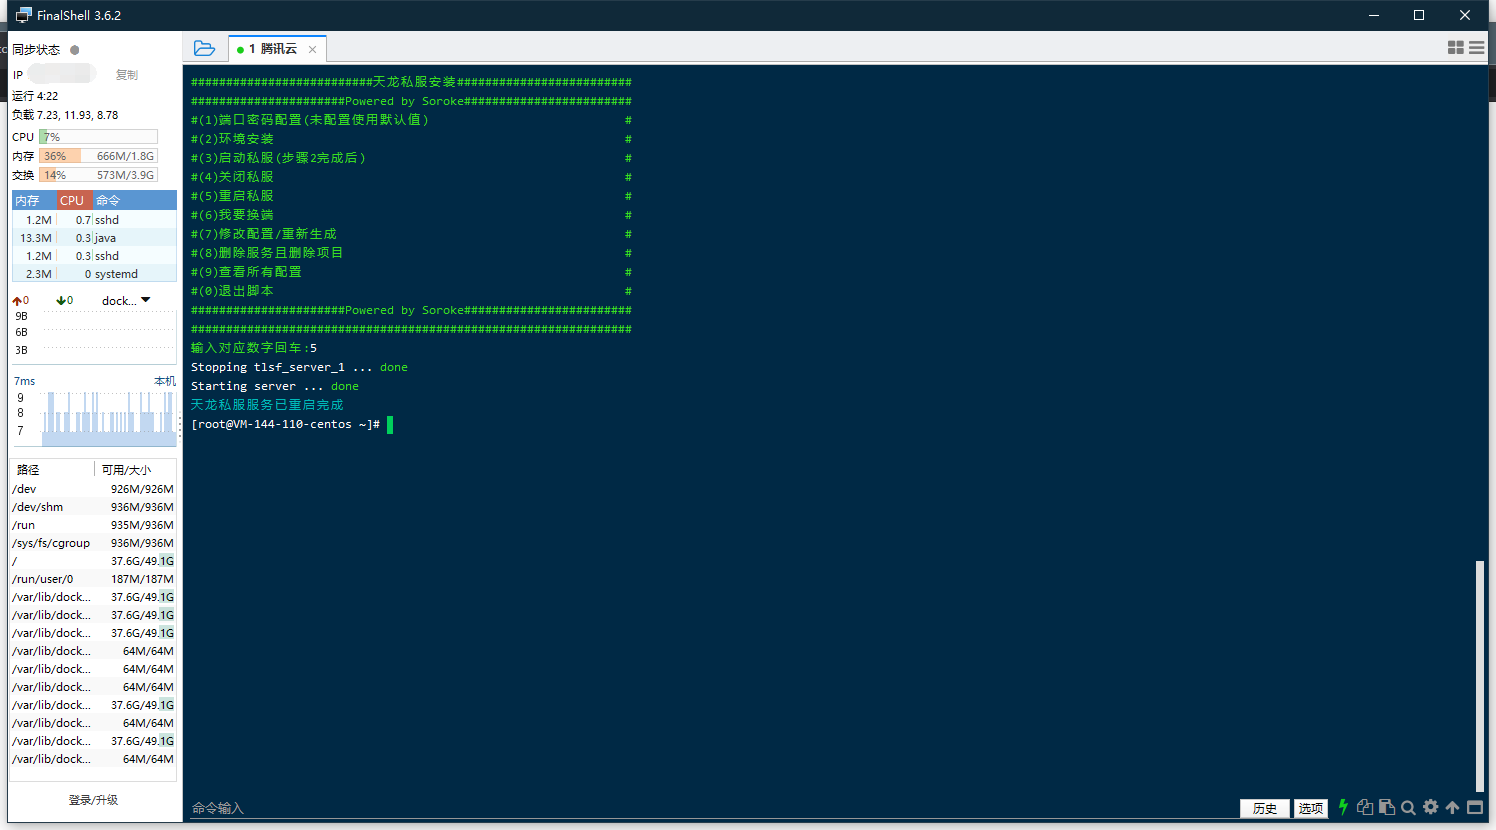 FinalShell 3.6.2
同步状态
IP
复制
运行 4:22
负载 7.23, 11.93, 8.78
CPU 7%
内存 36% 666M/1.8G
交换 14% 573M/3.9G
内存 CPU 命令
1.2M 0.7 sshd
13.3M 0.3 java
1.2M 0.3 sshd
2.3M 0 systemd
0 0 dock...
9B
6B
3B
7ms 本机
9
8
7
路径 可用/大小
/dev 926M/926M
/dev/shm 936M/936M
/run 935M/936M
/sys/fs/cgroup 936M/936M
/ 37.6G/49.1G
/run/user/0 187M/187M
/var/lib/dock... 37.6G/49.1G
/var/lib/dock... 37.6G/49.1G
/var/lib/dock... 37.6G/49.1G
/var/lib/dock... 64M/64M
/var/lib/dock... 64M/64M
/var/lib/dock... 64M/64M
/var/lib/dock... 37.6G/49.1G
/var/lib/dock... 64M/64M
/var/lib/dock... 37.6G/49.1G
/var/lib/dock... 64M/64M
登录/升级
1 腾讯云
##########################天龙私服安装#########################
######################Powered by Soroke########################
#(1)端口密码配置(未配置使用默认值) #
#(2)环境安装 #
#(3)启动私服(步骤2完成后) #
#(4)关闭私服 #
#(5)重启私服 #
#(6)我要换端 #
#(7)修改配置/重新生成 #
#(8)删除服务且删除项目 #
#(9)查看所有配置 #
#(0)退出脚本 #
######################Powered by Soroke########################
###############################################################
输入对应数字回车:5
Stopping tlsf_server_1 ... done
Starting server ... done
天龙私服服务已重启完成
[root@VM-144-110-centos ~]#
命令输入
历史 选项